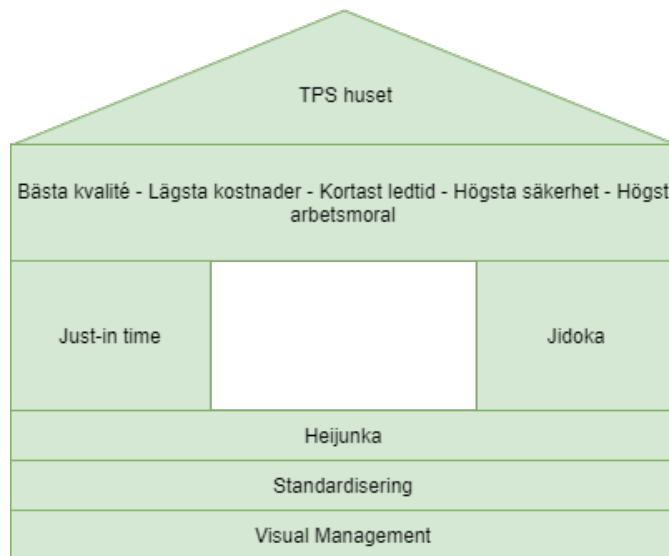 TPS huset
Bästa kvalité - Lägsta kostnader - Kortast ledtid - Högsta säkerhet - Högst
arbetsmoral
Just-in time
Jidoka
Heijunka
Standardisering
Visual Management